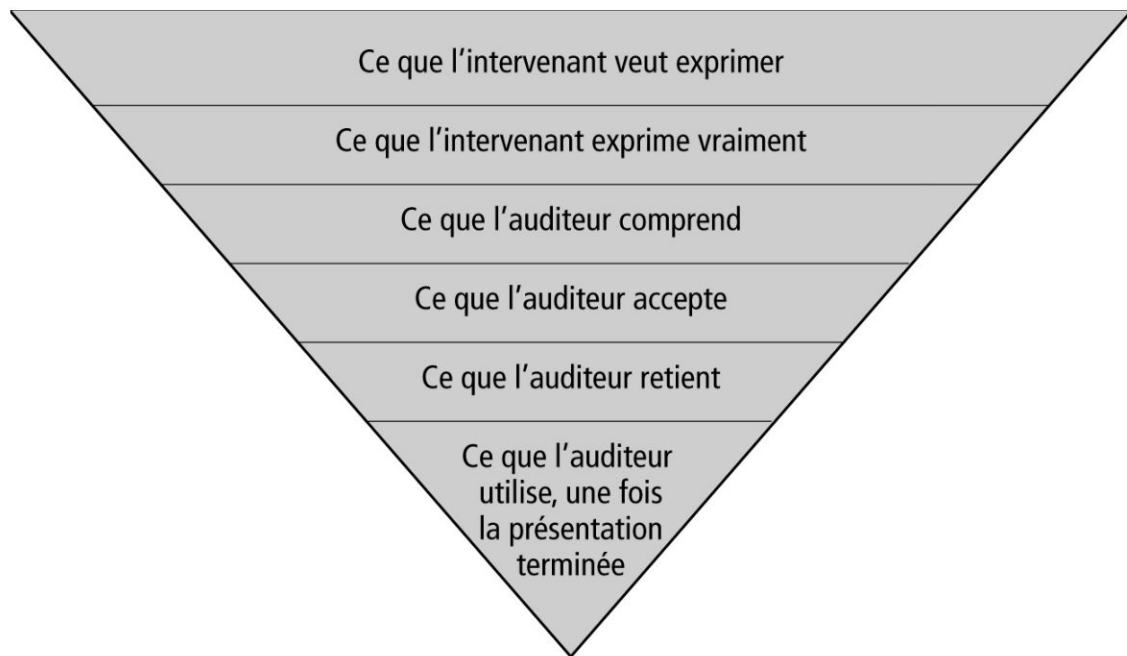 Ce que l’intervenant veut exprimer
Ce que l’intervenant exprime vraiment
Ce que l’auditeur comprend
Ce que l’auditeur accepte
Ce que l’auditeur retient
Ce que l’auditeur
utilise, une fois
la présentation
terminée